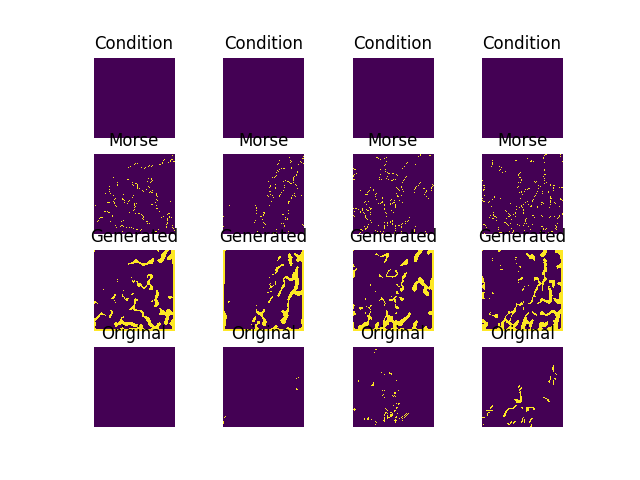 Condition Condition Condition Condition
Morse Morse Morse Morse
Generated Generated Generated Generated
Original Original Original Original